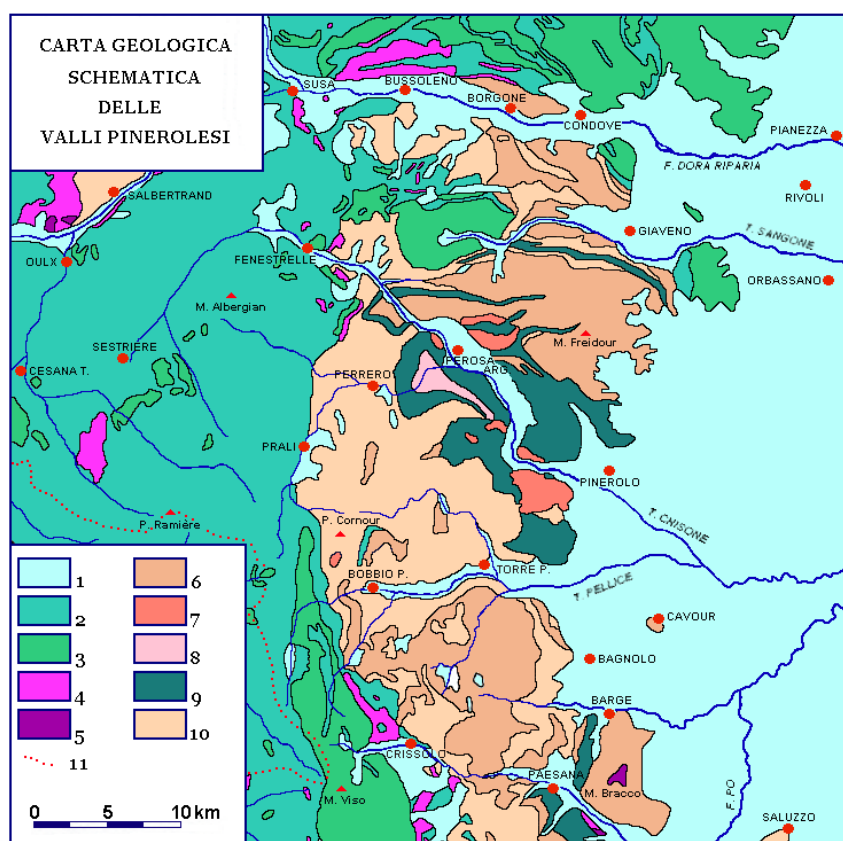 CARTA GEOLOGICA
SCHEMATICA
DELLE
VALLI PINEROLESI
SUSA
BUSSOLENO
BORGONE
CONDOVE
PIANEZZA
F. DORA RIPARIA
RIVOLI
SALBERTRAND
GIAVENO
T. SANGONE
OULX
FENESTRELLE
ORBASSANO
M. Albergian
M. Freidour
SESTRIERE
PEROSA
ARG.
CESANA T.
PERRERO
PRALI
PINEROLO
T. CHISONE
P. Ramière
P. Cornour
TORRE P.
BOBBIO P.
T. PELLICE
CAVOUR
BAGNOLO
BARGE
CRISSOLO
PAESANA
M. Bracco
M. Viso
F. PO
SALUZZO
1
2
3
4
5
11
6
7
8
9
10
0 5 10 km